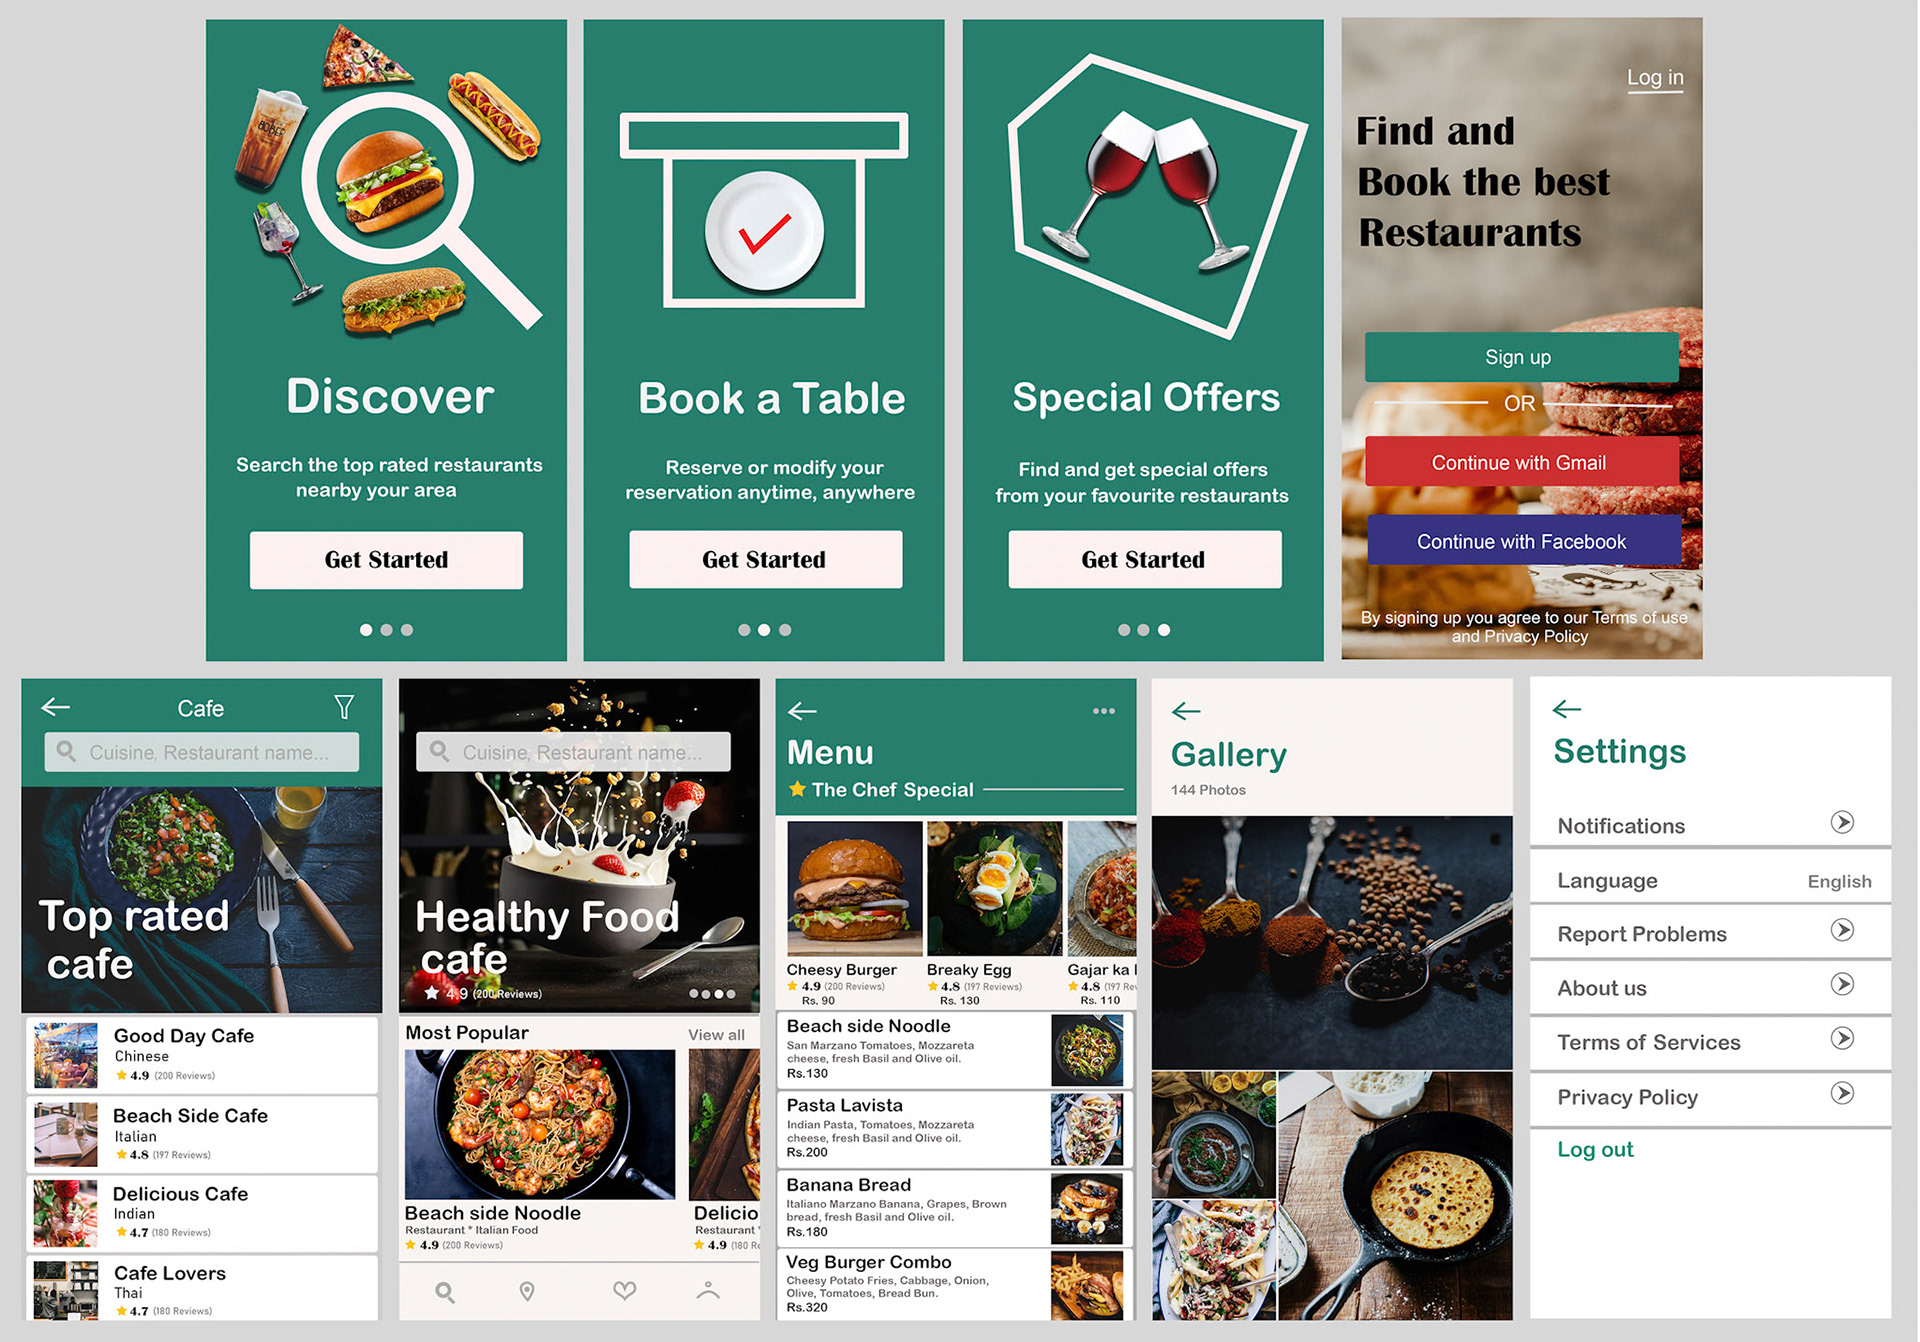 BOBER
Discover
Search the top rated restaurants
nearby your area
Get Started
Book a Table
Reserve or modify your
reservation anytime, anywhere
Get Started
Special Offers
Find and get special offers
from your favourite restaurants
Get Started
Log in
Find and
Book the best
Restaurants
Sign up
OR
Continue with Gmail
Continue with Facebook
By signing up you agree to our Terms of use
and Privacy Policy
Cafe
Cuisine, Restaurant name...
Top rated
cafe
Good Day Cafe
Chinese
4.9 (200 Reviews)
Beach Side Cafe
Italian
4.8 (197 Reviews)
Delicious Cafe
Indian
4.7 (180 Reviews)
Cafe Lovers
Thai
4.7 (180 Reviews)
Cuisine, Restaurant name...
Healthy Food
cafe
4.9 (200 Reviews)
Most Popular
View all
Beach side Noodle
Restaurant * Italian Food
4.9 (200 Reviews)
Delicio
Restaurant *
4.9 (180 Re
Menu
The Chef Special
Cheesy Burger
4.9 (200 Reviews)
Rs. 90
Breaky Egg
4.8 (197 Reviews)
Rs. 130
Gajar ka
4.8 (197 Re
Rs. 110
Beach side Noodle
San Marzano Tomatoes, Mozzareta
cheese, fresh Basil and Olive oil.
Rs.130
Pasta Lavista
Indian Pasta, Tomatoes, Mozzareta
cheese, fresh Basil and Olive oil.
Rs.200
Banana Bread
Italiano Marzano Banana, Grapes, Brown
bread, fresh Basil and Olive oil.
Rs.180
Veg Burger Combo
Cheesy Potato Fries, Cabbage, Onion,
Olive, Tomatoes, Bread Bun.
Rs.320
Gallery
144 Photos
Settings
Notifications
Language
English
Report Problems
About us
Terms of Services
Privacy Policy
Log out